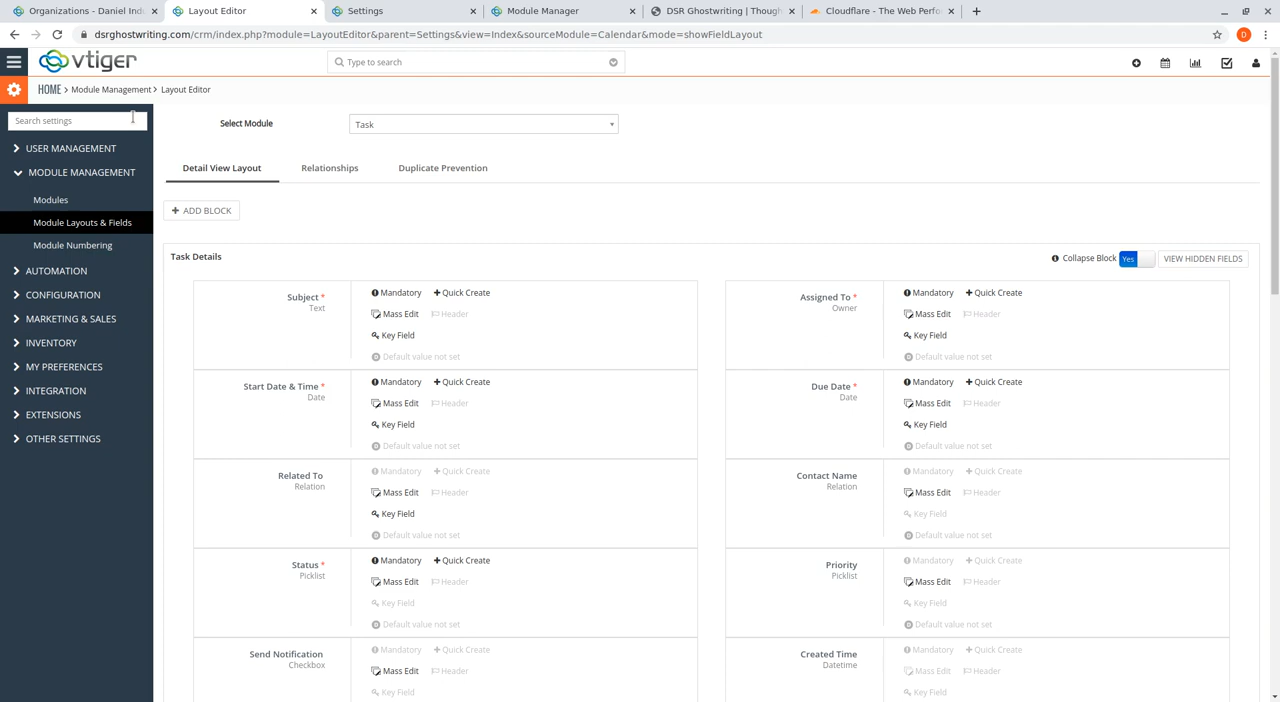 Organizations - Daniel Ind
Layout Editor
Settings
Module Manager
DSR Ghostwriting | Though
Cloudflare - The Web Perfo
dsrghostwriting.com/crm/index.php?module=LayoutEditor&parent=Settings&view=Index&sourceModule=Calendar&mode=showFieldLayout
D
vtiger
Type to search
HOME > Module Management > Layout Editor
Search settings
USER MANAGEMENT
MODULE MANAGEMENT
Modules
Module Layouts & Fields
Module Numbering
AUTOMATION
CONFIGURATION
MARKETING & SALES
INVENTORY
MY PREFERENCES
INTEGRATION
EXTENSIONS
OTHER SETTINGS
Select Module
Task
Detail View Layout Relationships Duplicate Prevention
+ ADD BLOCK
Task Details
Collapse Block Yes VIEW HIDDEN FIELDS
Subject *
Text
Mandatory + Quick Create
Mass Edit Header
Key Field
Default value not set
Assigned To *
Owner
Mandatory + Quick Create
Mass Edit Header
Key Field
Default value not set
Start Date & Time *
Date
Mandatory + Quick Create
Mass Edit Header
Key Field
Default value not set
Due Date *
Date
Mandatory + Quick Create
Mass Edit Header
Key Field
Default value not set
Related To
Relation
Mandatory + Quick Create
Mass Edit Header
Key Field
Default value not set
Contact Name
Relation
Mandatory + Quick Create
Mass Edit Header
Key Field
Default value not set
Status *
Picklist
Mandatory + Quick Create
Mass Edit Header
Key Field
Default value not set
Priority
Picklist
Mandatory + Quick Create
Mass Edit Header
Key Field
Default value not set
Send Notification
Checkbox
Mandatory + Quick Create
Mass Edit Header
Key Field
Created Time
Datetime
Mandatory + Quick Create
Mass Edit Header
Key Field